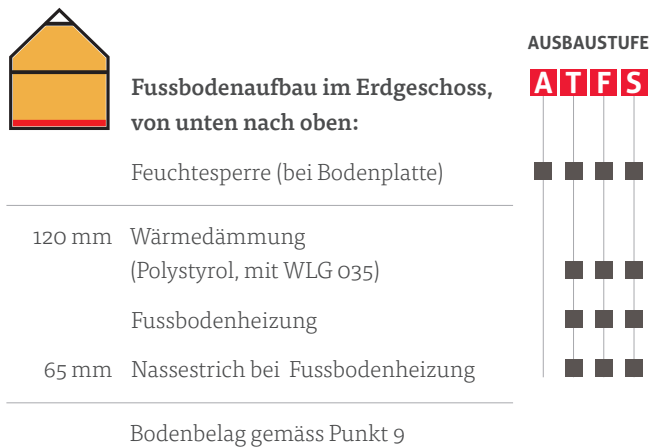 AUSBAUSTUFE
A T F S
Fussbodenaufbau im Erdgeschoss,
von unten nach oben:
Feuchtesperre (bei Bodenplatte)
120 mm Wärmedämmung
(Polystyrol, mit WLG 035)
Fussbodenheizung
65 mm Nassestrich bei Fussbodenheizung
Bodenbelag gemäss Punkt 9